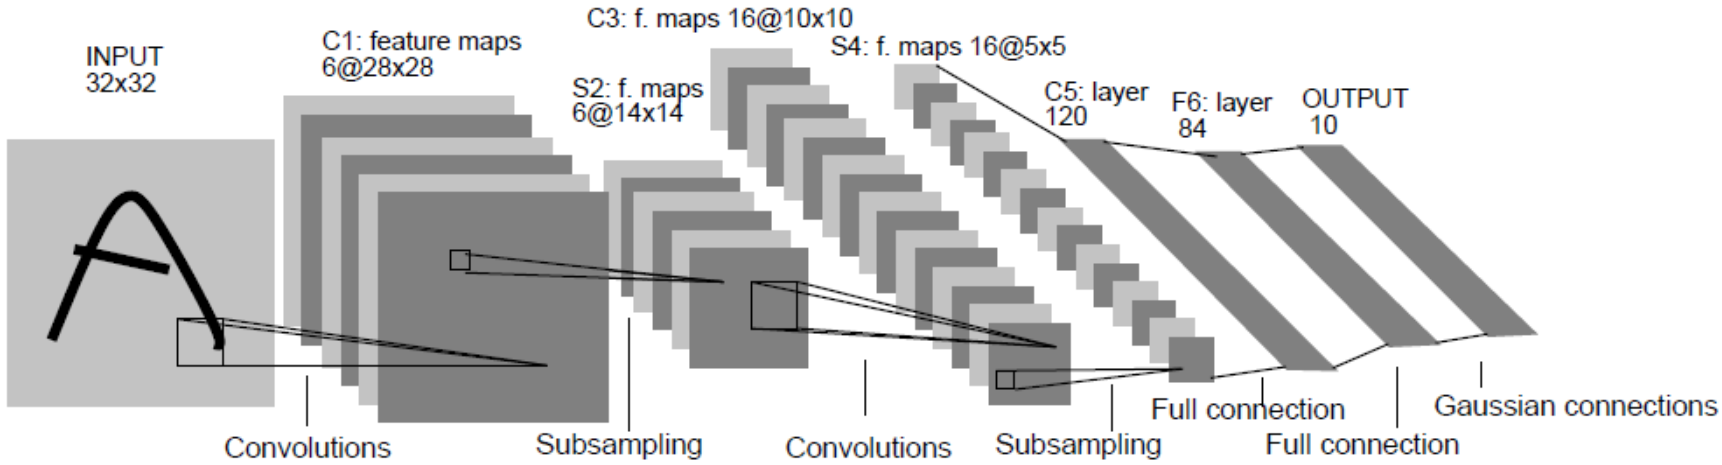 INPUT
32x32
C1: feature maps
6@28x28
S2: f. maps
6@14x14
C3: f. maps 16@10x10
S4: f. maps 16@5x5
C5: layer
120
F6: layer
84
OUTPUT
10
Convolutions
Subsampling
Convolutions
Subsampling
Full connection
Full connection
Gaussian connections